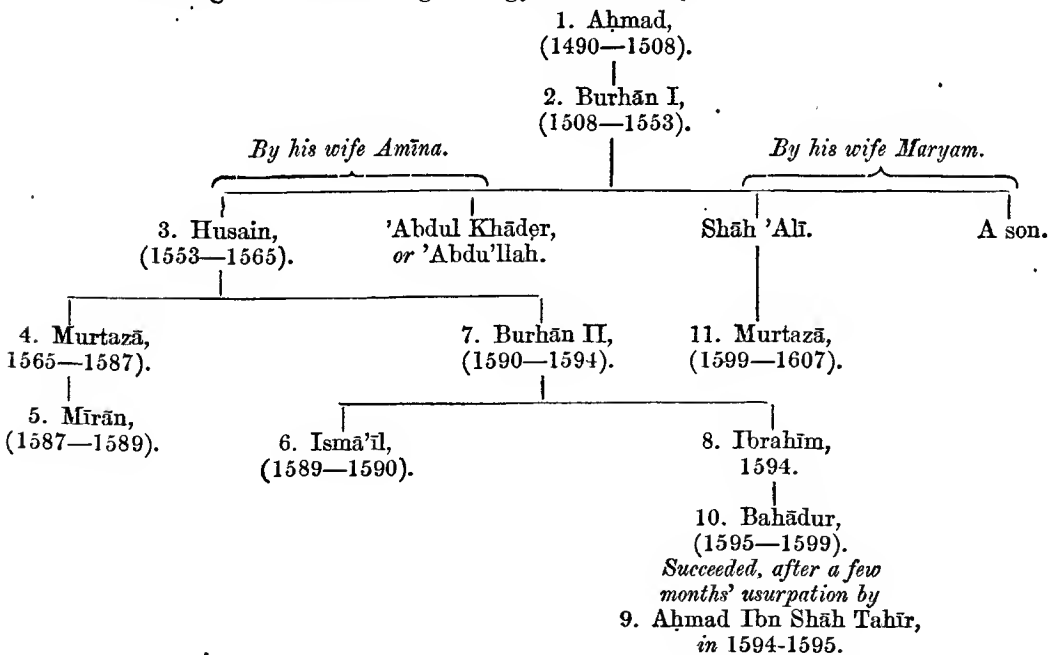 1. Aḥmad,
(1490—1508).
2. Burhān I,
(1508—1553).
By his wife Amīna.
By his wife Maryam.
3. Husain,
(1553—1565).
'Abdul Khāder,
or 'Abdu'llah.
Shāh 'Alī.
A son.
4. Murtazā,
1565—1587).
7. Burhān II,
(1590—1594).
11. Murtazā,
(1599—1607).
5. Mīrān,
(1587—1589).
6. Ismā'īl,
(1589—1590).
8. Ibrahīm,
1594.
10. Bahādur,
(1595—1599).
Succeeded, after a few
months' usurpation by
9. Aḥmad Ibn Shāh Tahīr,
in 1594-1595.